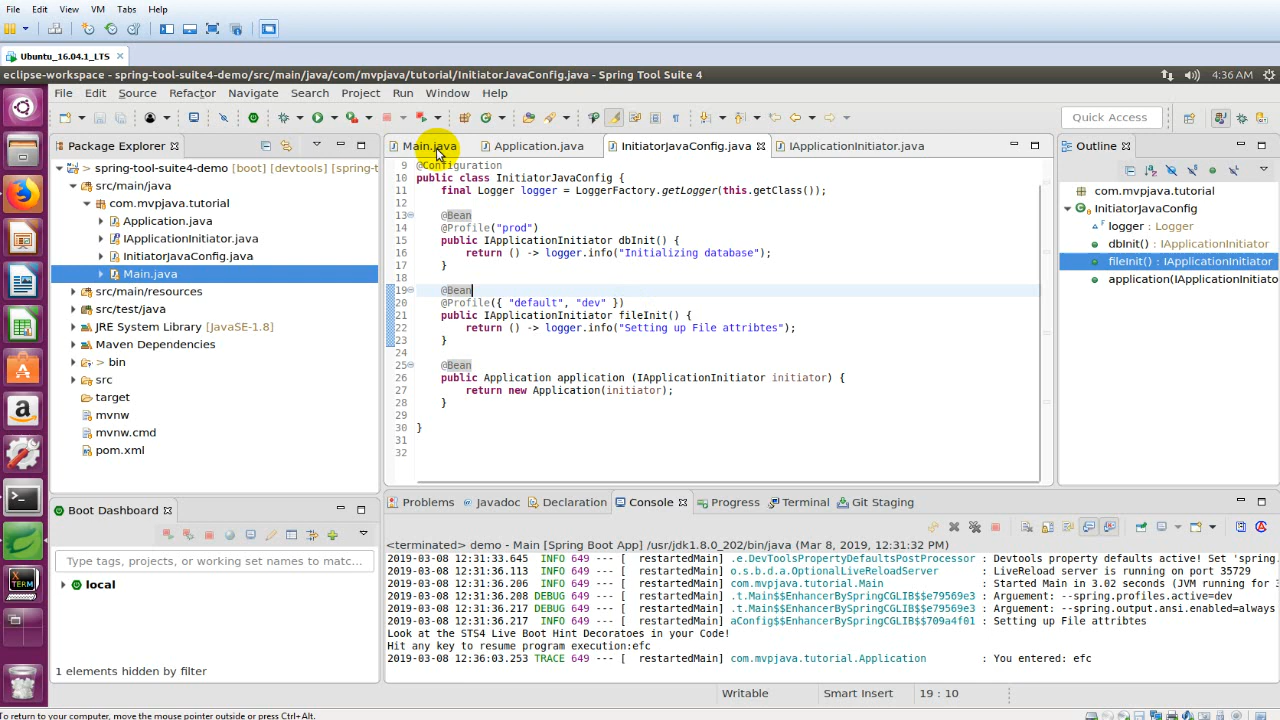 File Edit View VM Tabs Help
Ubuntu_16.04.1_LTS
eclipse-workspace - spring-tool-suite4-demo/src/main/java/com/mvpjava/tutorial/InitiatorJavaConfig.java - Spring Tool Suite 4
4:36 AM
File Edit Source Refactor Navigate Search Project Run Window Help
Quick Access
Package Explorer
> spring-tool-suite4-demo [boot] [devtools] [spring-t
src/main/java
com.mvpjava.tutorial
Application.java
IApplicationInitiator.java
InitiatorJavaConfig.java
Main.java
src/main/resources
src/test/java
JRE System Library [JavaSE-1.8]
Maven Dependencies
> bin
src
target
mvnw
mvnw.cmd
pom.xml
Boot Dashboard
Type tags, projects, or working set names to matc...
local
1 elements hidden by filter
Main.java Application.java InitiatorJavaConfig.java IApplicationInitiator.java
9 @Configuration
10 public class InitiatorJavaConfig {
11 final Logger logger = LoggerFactory.getLogger(this.getClass());
12
13 @Bean
14 @Profile("prod")
15 public IApplicationInitiator dbInit() {
16 return () -> logger.info("Initializing database");
17 }
18
19 @Bean
20 @Profile({ "default", "dev" })
21 public IApplicationInitiator fileInit() {
22 return () -> logger.info("Setting up File attribtes");
23 }
24
25 @Bean
26 public Application application (IApplicationInitiator initiator) {
27 return new Application(initiator);
28 }
29
30 }
31
32
Outline
com.mvpjava.tutorial
InitiatorJavaConfig
logger : Logger
dbInit() : IApplicationInitiator
fileInit() : IApplicationInitiator
application(IApplicationInitiato
Problems Javadoc Declaration Console Progress Terminal Git Staging
<terminated> demo - Main [Spring Boot App] /usr/jdk1.8.0_202/bin/java (Mar 8, 2019, 12:31:32 PM)
2019-03-08 12:31:33.645 INFO 649 --- [ restartedMain] .e.DevToolsPropertyDefaultsPostProcessor : Devtools property defaults active! Set 'spring.
2019-03-08 12:31:36.113 INFO 649 --- [ restartedMain] o.s.b.d.a.OptionalLiveReloadServer : LiveReload server is running on port 35729
2019-03-08 12:31:36.177 INFO 649 --- [ restartedMain] com.mvpjava.tutorial.Main : Started Main in 3.02 seconds (JVM running for 3
2019-03-08 12:31:36.208 DEBUG 649 --- [ restartedMain] .t.Main$$EnhancerBySpringCGLIB$$e79569e3 : Argument: --spring.profiles.active=dev
2019-03-08 12:31:36.217 DEBUG 649 --- [ restartedMain] .t.Main$$EnhancerBySpringCGLIB$$e79569e3 : Argument: --spring.output.ansi.enabled=always
2019-03-08 12:31:36.217 INFO 649 --- [ restartedMain] aConfig$$EnhancerBySpringCGLIB$$709a4f01 : Setting up File attribtes
Look at the STS4 Live Boot Hint Decoratoes in your Code!
Hit any key to resume program execution:efc
2019-03-08 12:36:03.253 TRACE 649 --- [ restartedMain] com.mvpjava.tutorial.Application : You entered: efc
Writable Smart Insert 19 : 10
To return to your computer, move the mouse pointer outside or press Ctrl+Alt.